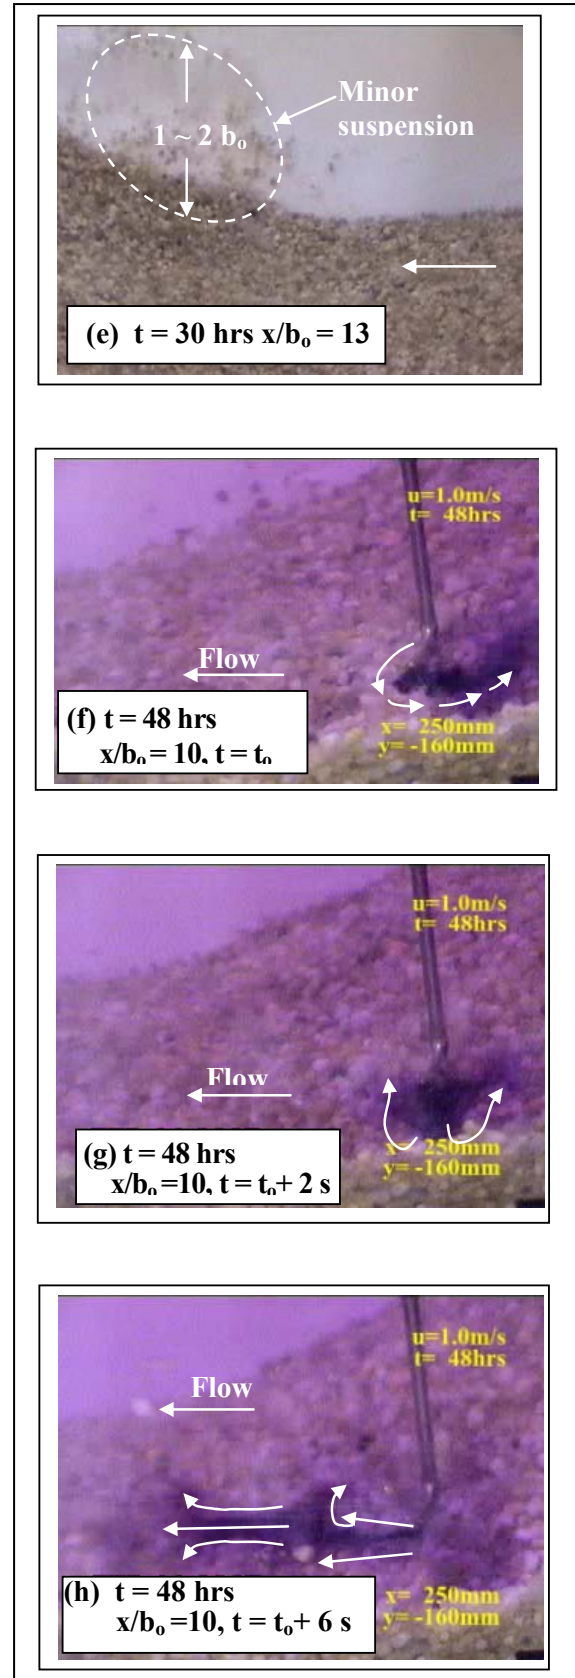 Minor
suspension
1 ~ 2 bₒ
(e) t = 30 hrs x/bₒ = 13
u=1.0m/s
t= 48hrs
Flow
(f) t = 48 hrs
x/bₒ = 10, t = tₒ
x= 250mm
y= -160mm
u=1.0m/s
t= 48hrs
Flow
(g) t = 48 hrs
x/bₒ =10, t = tₒ+ 2 s
x= 250mm
y= -160mm
u=1.0m/s
t= 48hrs
Flow
(h) t = 48 hrs
x/bₒ =10, t = tₒ+ 6 s
x= 250mm
y= -160mm